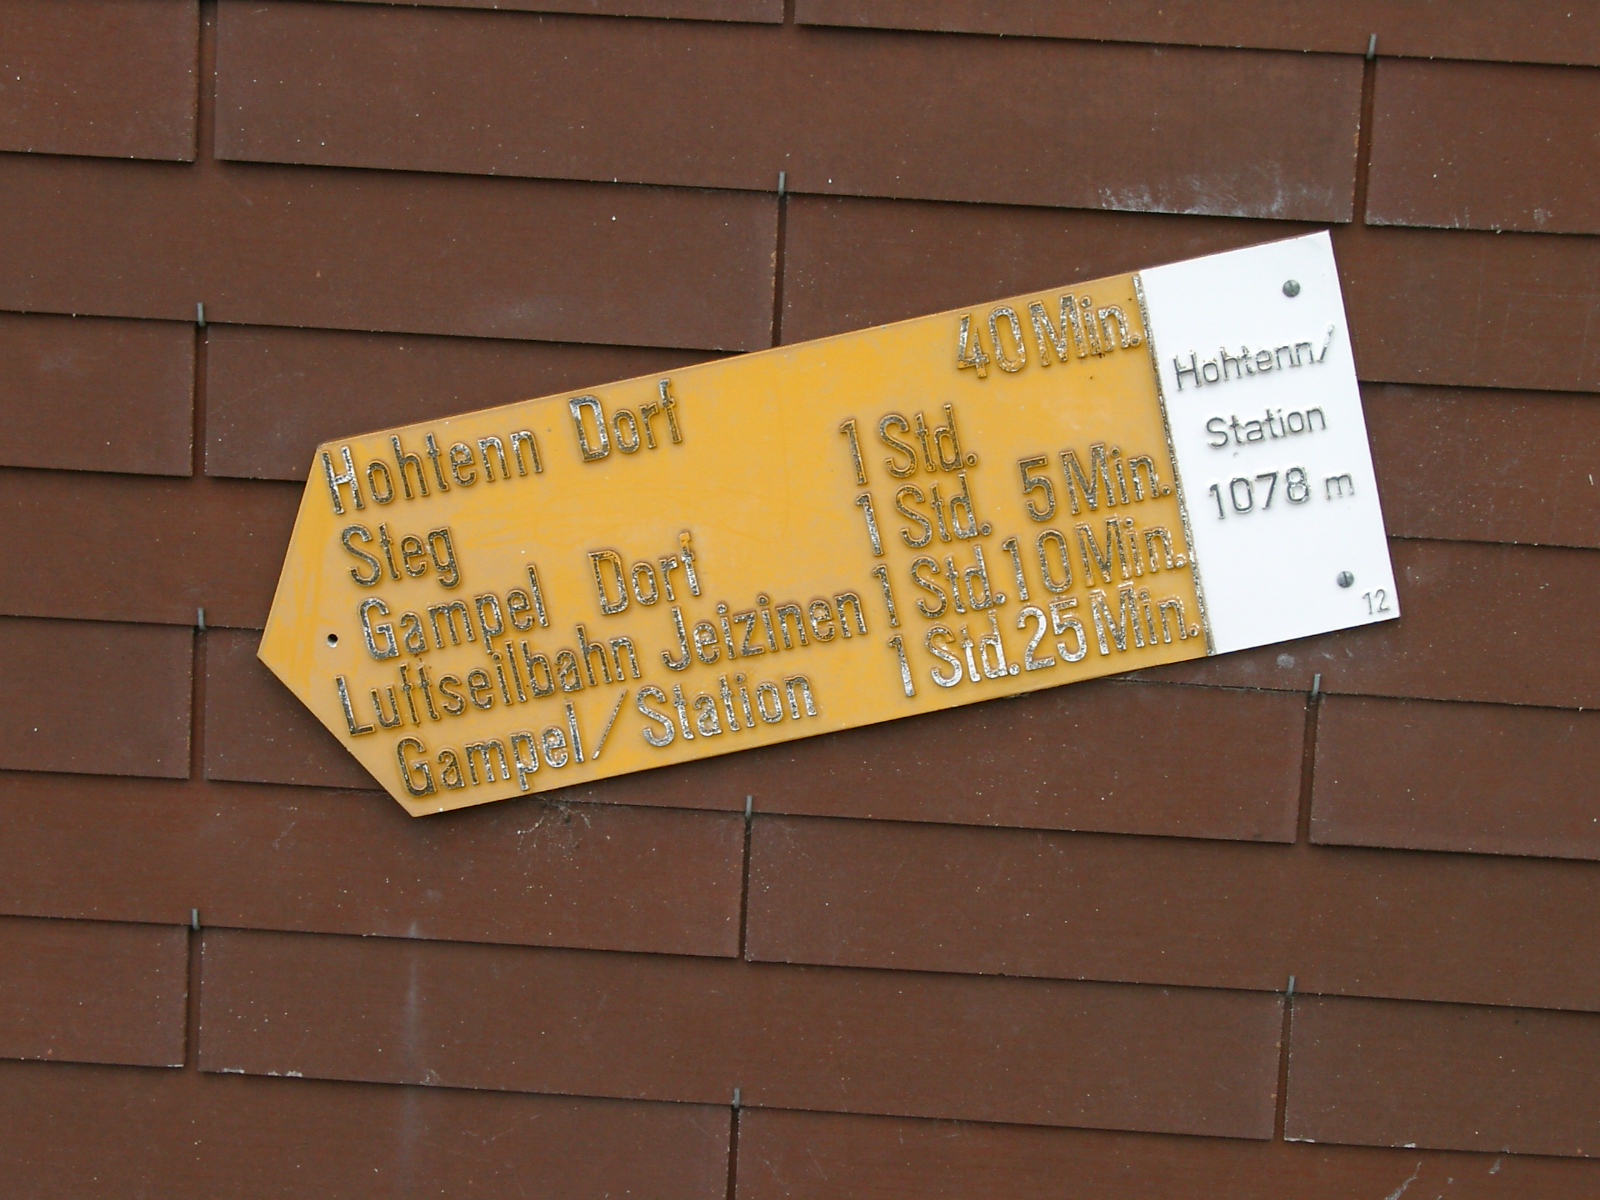 Hohtenn Dorf 40 Min.
Steg 1 Std.
Gampel Dorf 1 Std. 5 Min.
Luftseilbahn Jeizinen 1 Std. 10 Min.
Gampel/Station 1 Std. 25 Min.
Hohtenn/
Station
1078 m
12